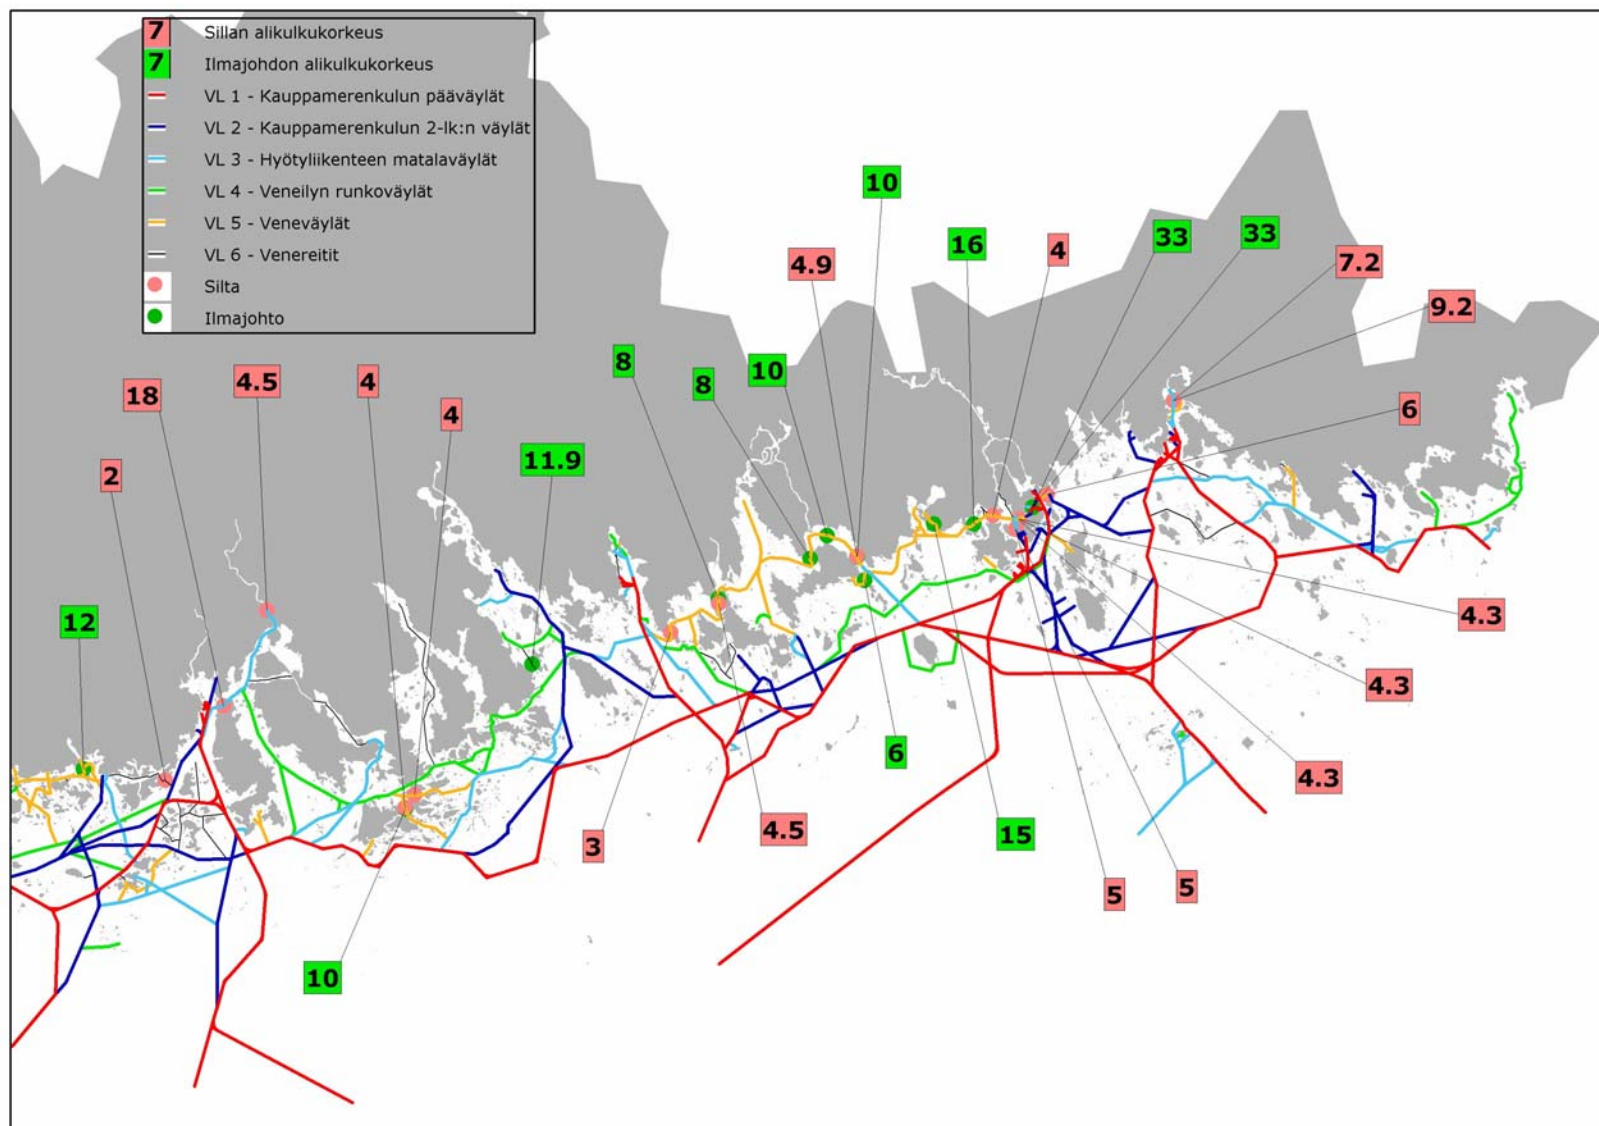 7 Sillan alikulkukorkeus
7 Ilmajohdon alikulkukorkeus
VL 1 - Kauppamerenkulun pääväylät
VL 2 - Kauppamerenkulun 2-lk:n väylät
VL 3 - Hyötyliikenteen matalaväylät
VL 4 - Veneilyn runkoväylät
VL 5 - Veneväylät
VL 6 - Venereitit
Silta
Ilmajohto
10
33
33
16
4
4.9
7.2
9.2
8
10
8
4.5
4
18
4
6
11.9
2
12
4.3
4.3
6
4.3
15
4.5
3
5
5
10